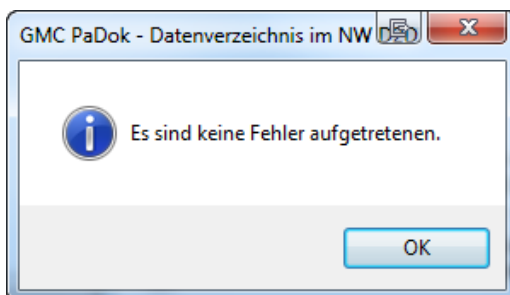 GMC PaDok - Datenverzeichnis im NW
Es sind keine Fehler aufgetretenen.
OK